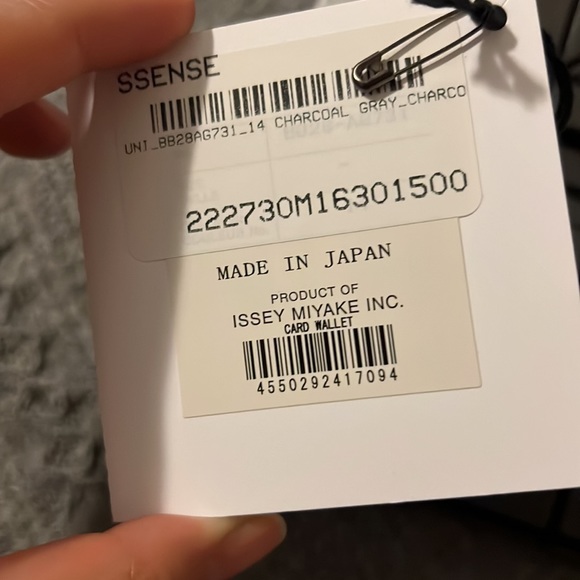 SSENSE
UNI_BB28AG731_14 CHARCOAL GRAY_CHARCO
222730M16301500
MADE IN JAPAN
PRODUCT OF
ISSEY MIYAKE INC.
CARD WALLET
4550292417094